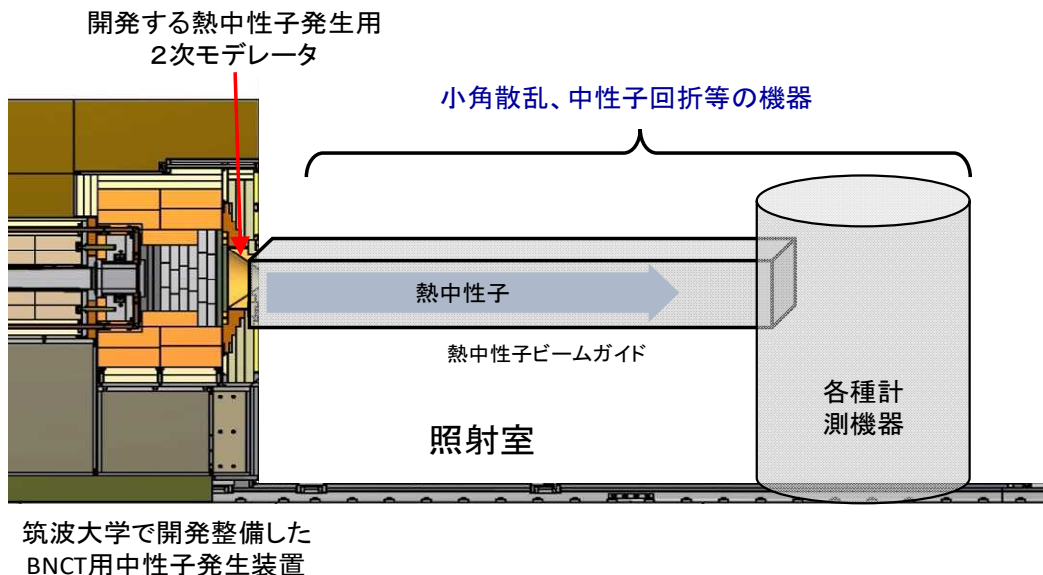 開発する熱中性子発生用
２次モデレータ
小角散乱、中性子回折等の機器
熱中性子
熱中性子ビームガイド
各種計
測機器
照射室
筑波大学で開発整備した
BNCT用中性子発生装置